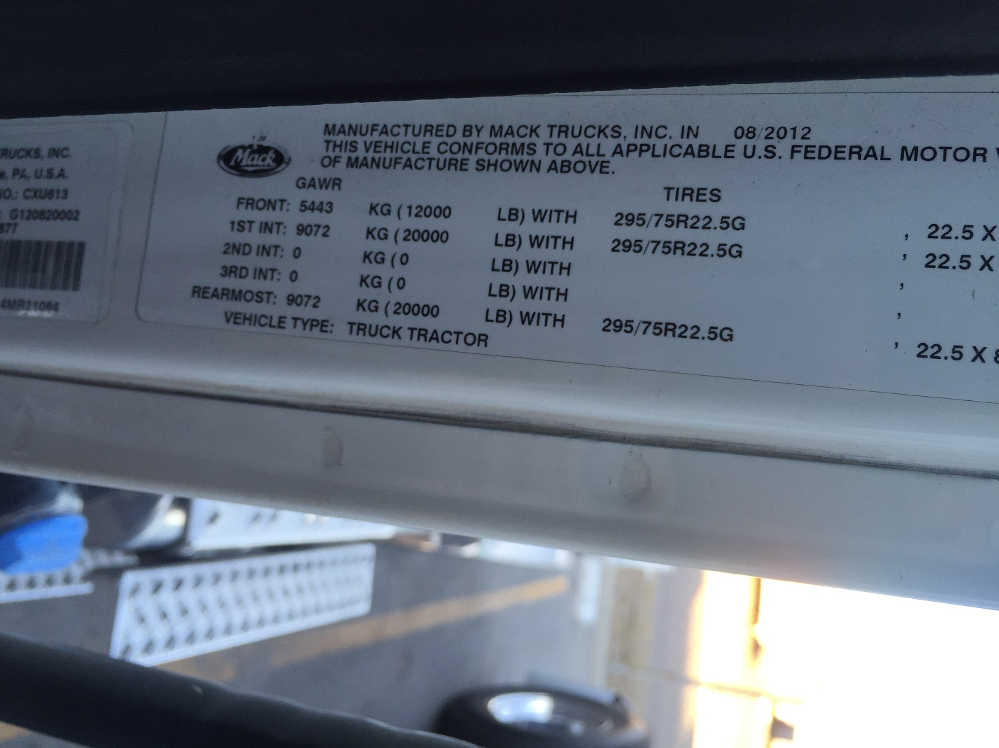 RUCKS, INC.
, PA, U.S.A.
NO.: CXU613
: G120820002
877
4MR21064
Mack
MANUFACTURED BY MACK TRUCKS, INC. IN 08/2012
THIS VEHICLE CONFORMS TO ALL APPLICABLE U.S. FEDERAL MOTOR
OF MANUFACTURE SHOWN ABOVE.
GAWR TIRES
FRONT: 5443 KG (12000 LB) WITH 295/75R22.5G , 22.5 X
1ST INT: 9072 KG (20000 LB) WITH 295/75R22.5G , 22.5 X
2ND INT: 0 KG (0 LB) WITH ,
3RD INT: 0 KG (0 LB) WITH ,
REARMOST: 9072 KG (20000 LB) WITH 295/75R22.5G , 22.5 X 8
VEHICLE TYPE: TRUCK TRACTOR